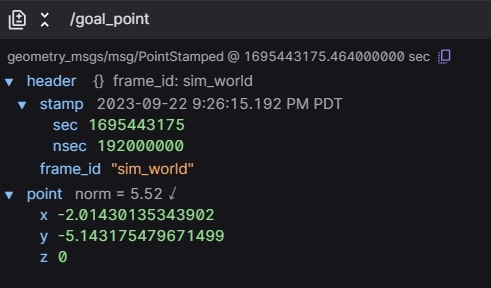 /goal_point
geometry_msgs/msg/PointStamped @ 1695443175.464000000 sec
header {} frame_id: sim_world
stamp 2023-09-22 9:26:15.192 PM PDT
sec 1695443175
nsec 192000000
frame_id "sim_world"
point norm = 5.52 ↙
x -2.01430135343902
y -5.143175479671499
z 0